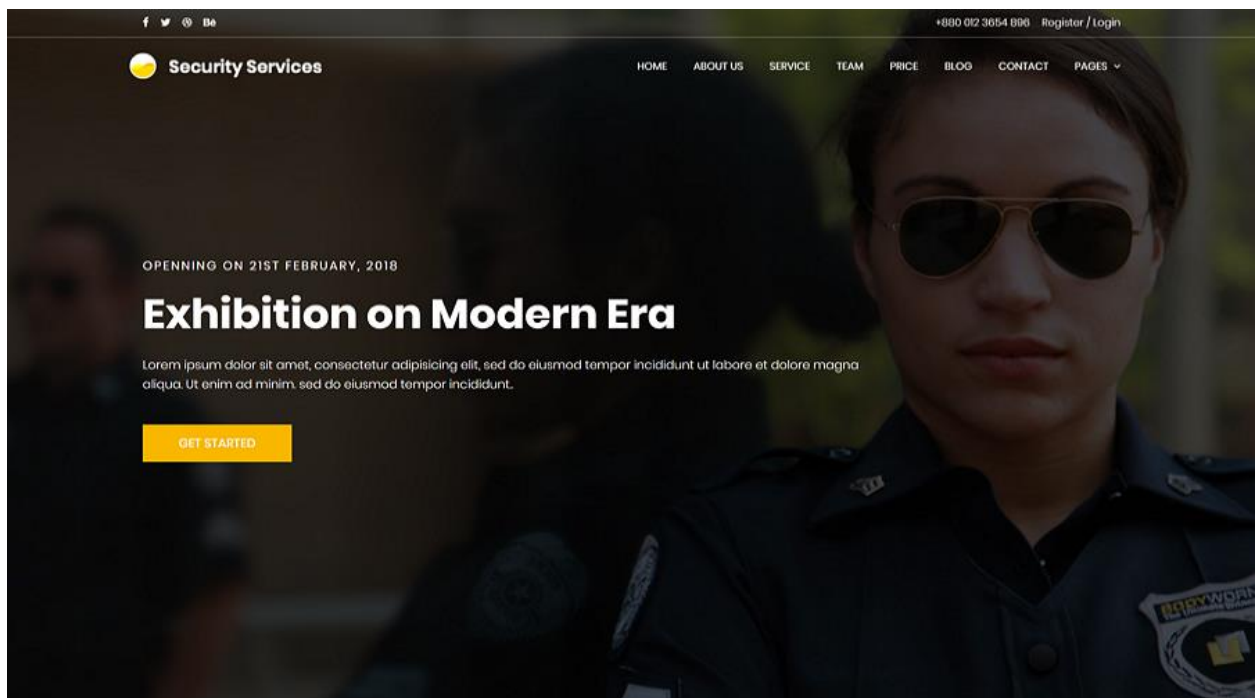 Bē
+880 012 3654 896 Register / Login
Security Services
HOME ABOUT US SERVICE TEAM PRICE BLOG CONTACT PAGES
OPENNING ON 21ST FEBRUARY, 2018
Exhibition on Modern Era
Lorem ipsum dolor sit amet, consectetur adipisicing elit, sed do eiusmod tempor incididunt ut labore et dolore magna
aliqua. Ut enim ad minim. sed do eiusmod tempor incididunt..
GET STARTED
BODYWORN